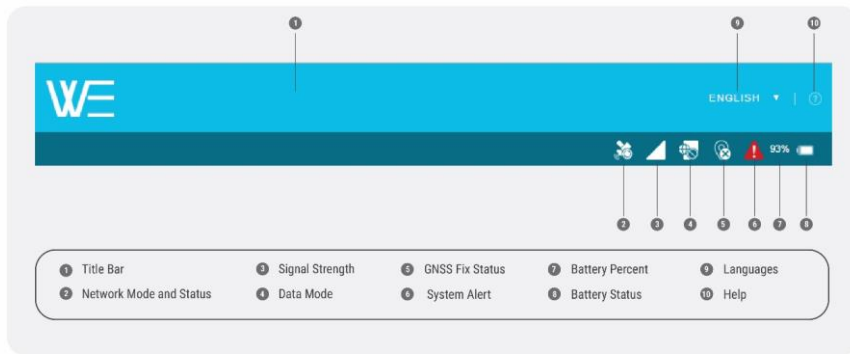 1 9 10
WE
ENGLISH ▼ | ?
93%
2 3 4 5 6 7 8
1 Title Bar 3 Signal Strength 5 GNSS Fix Status 7 Battery Percent 9 Languages
2 Network Mode and Status 4 Data Mode 6 System Alert 8 Battery Status 10 Help